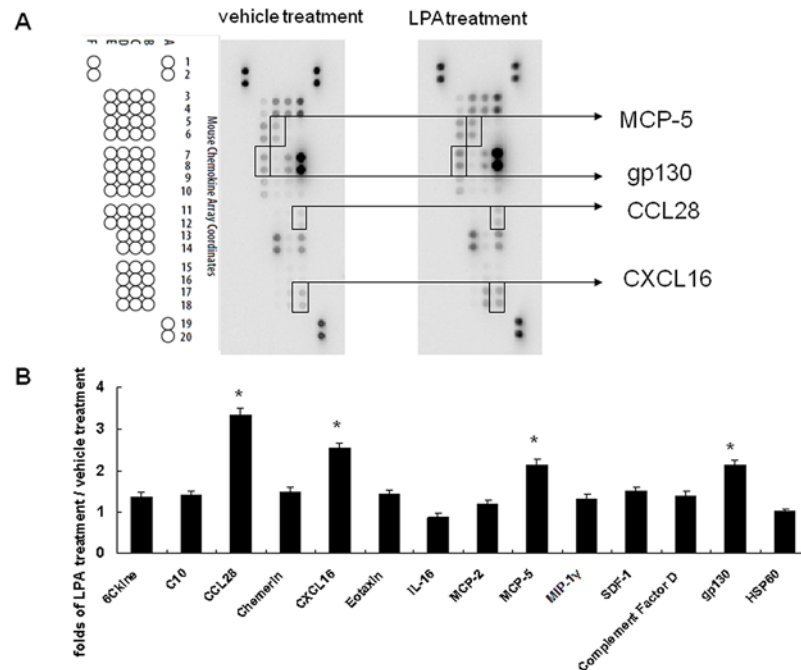 A
vehicle treatment
LPA treatment
F E D C B A
1
2
3
4
5
6
7
8
9
10
11
12
13
14
15
16
17
18
19
20
Mouse Chemokine Array Coordinates
MCP-5
gp130
CCL28
CXCL16
B
folds of LPA treatment / vehicle treatment
4
3
2
1
0
*
*
*
*
6Ckine
C10
CCL28
Chemerin
CXCL16
Eotaxin
IL-16
MCP-2
MCP-5
MIP-1γ
SDF-1
Complement Factor D
gp130
HSP60